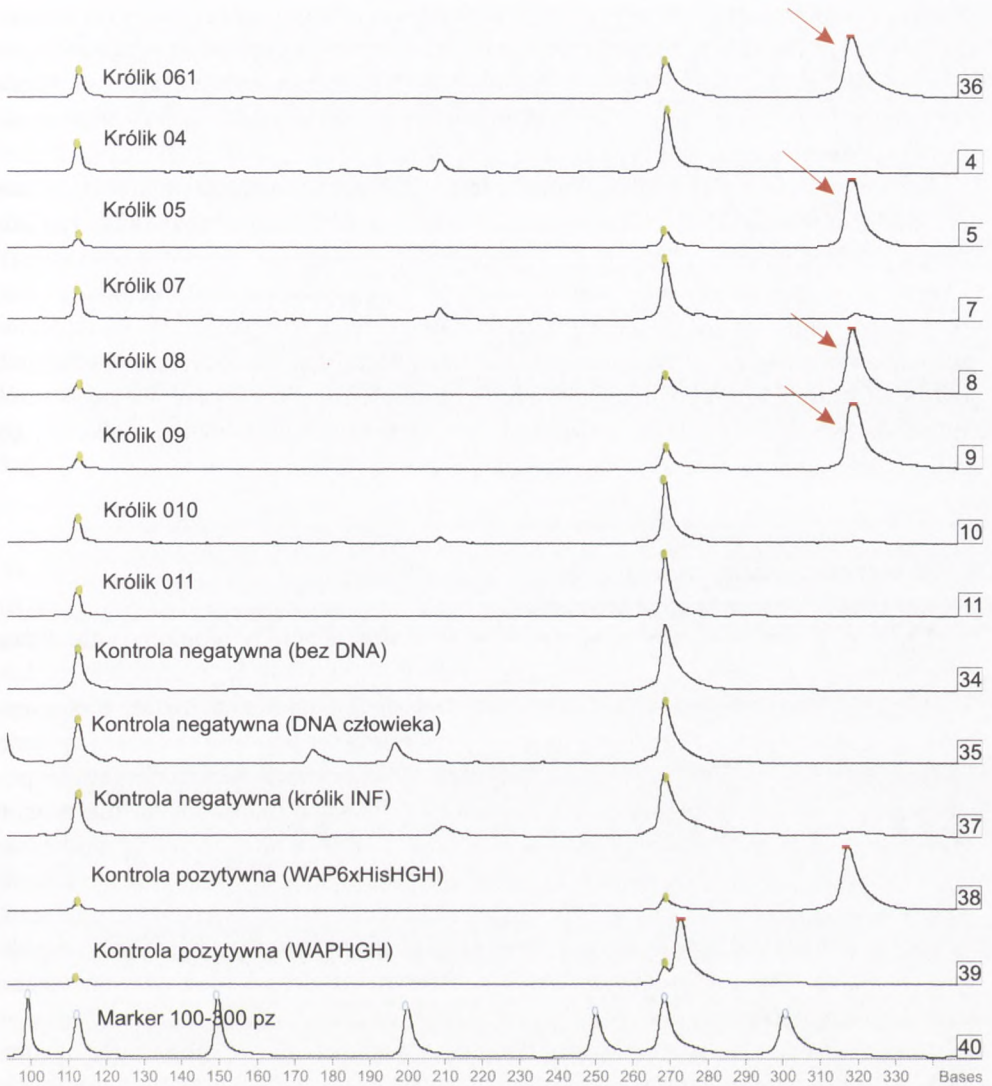 Królik 061
36
Królik 04
4
Królik 05
5
Królik 07
7
Królik 08
8
Królik 09
9
Królik 010
10
Królik 011
11
Kontrola negatywna (bez DNA)
34
Kontrola negatywna (DNA człowieka)
35
Kontrola negatywna (królik INF)
37
Kontrola pozytywna (WAP6xHisHGH)
38
Kontrola pozytywna (WAPHGH)
39
Marker 100-300 pz
40
100 110 120 130 140 150 160 170 180 190 200 210 220 230 240 250 260 270 280 290 300 310 320 330 Bases